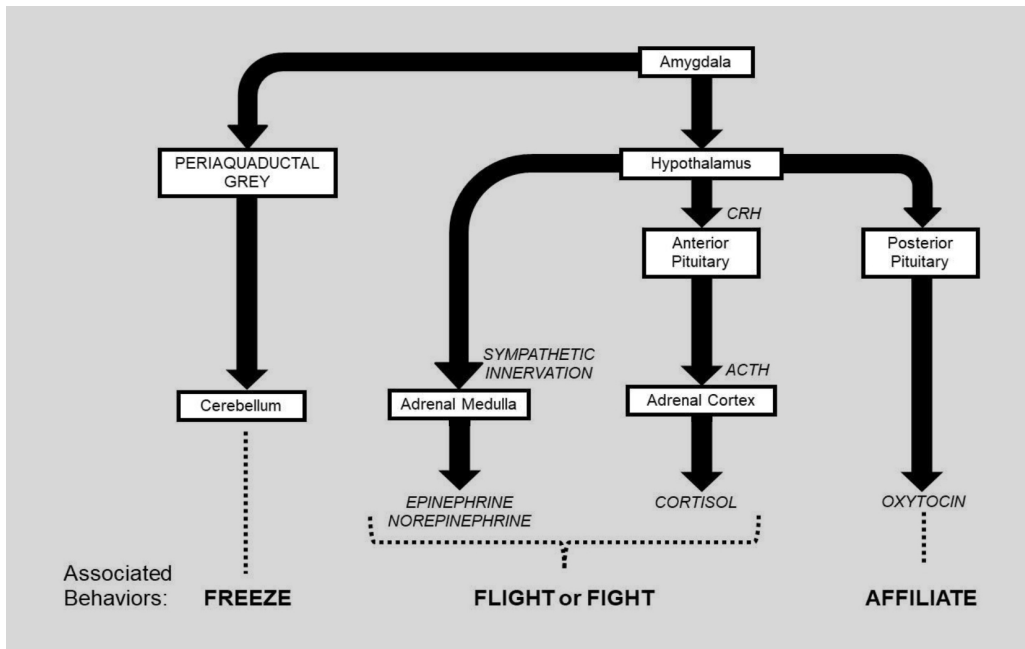 Amygdala
PERIAQUADUCTAL
GREY
Hypothalamus
CRH
Anterior
Pituitary
Posterior
Pituitary
SYMPATHETIC
INNERVATION
ACTH
Cerebellum
Adrenal Medulla
Adrenal Cortex
EPINEPHRINE
NOREPINEPHRINE
CORTISOL
OXYTOCIN
Associated
Behaviors:
FREEZE
FLIGHT or FIGHT
AFFILIATE